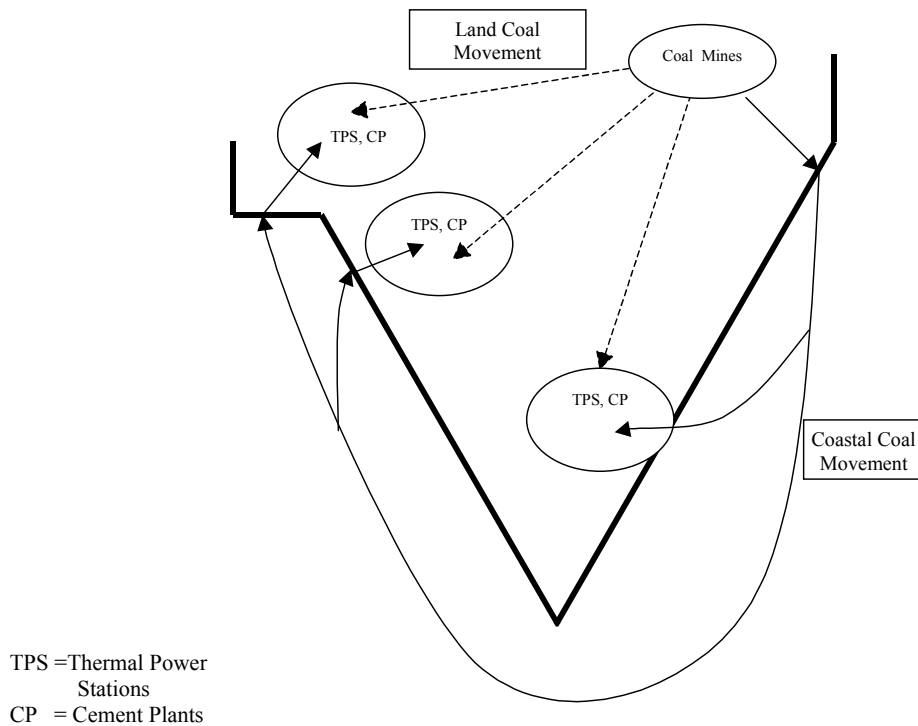 Land Coal
Movement
Coal Mines
TPS, CP
TPS, CP
TPS, CP
Coastal Coal
Movement
TPS =Thermal Power
Stations
CP = Cement Plants